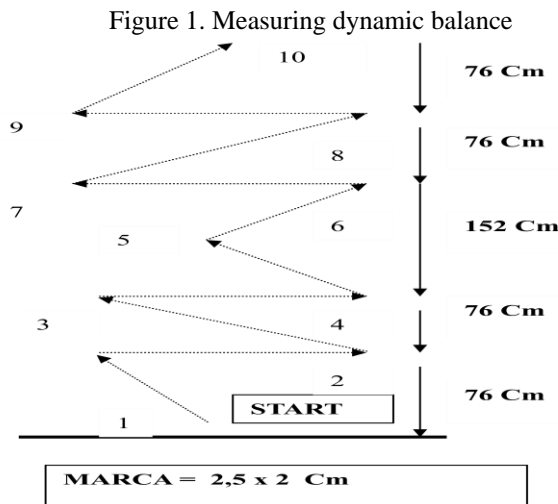 Figure 1. Measuring dynamic balance
10
76 Cm
9
8
76 Cm
7
6
5
152 Cm
3
4
76 Cm
2
START
76 Cm
1
MARCA = 2,5 x 2 Cm